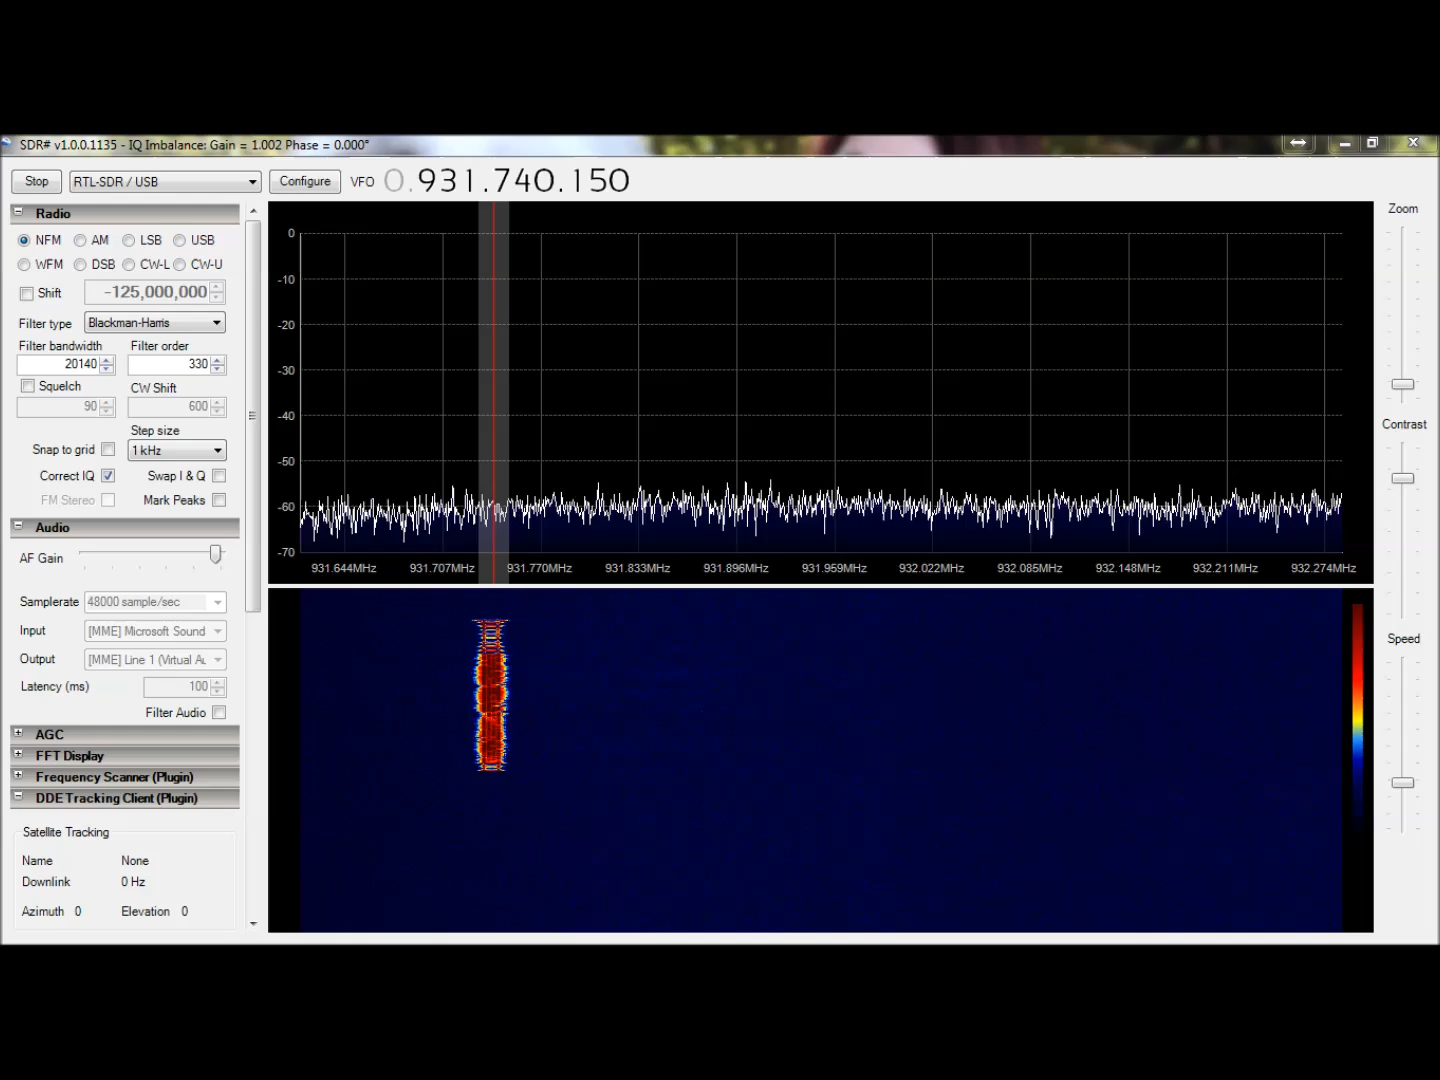 SDR# v1.0.0.1135 - IQ Imbalance: Gain = 1.002 Phase = 0.000°
Stop RTL-SDR / USB Configure VFO 0.931.740.150
Radio
NFM AM LSB USB
WFM DSB CW-L CW-U
Shift -125,000,000
Filter type Blackman-Harris
Filter bandwidth Filter order
20140 330
Squelch CW Shift
90 600
Step size
Snap to grid 1 kHz
Correct IQ Swap I & Q
FM Stereo Mark Peaks
Audio
AF Gain
Samplerate 48000 sample/sec
Input [MME] Microsoft Sound
Output [MME] Line 1 (Virtual Au
Latency (ms) 100
Filter Audio
AGC
FFT Display
Frequency Scanner (Plugin)
DDE Tracking Client (Plugin)
Satellite Tracking
Name None
Downlink 0 Hz
Azimuth 0 Elevation 0
0
-10
-20
-30
-40
-50
-60
-70
931.644MHz 931.707MHz 931.770MHz 931.833MHz 931.896MHz 931.959MHz 932.022MHz 932.085MHz 932.148MHz 932.211MHz 932.274MHz
Zoom
Contrast
Speed